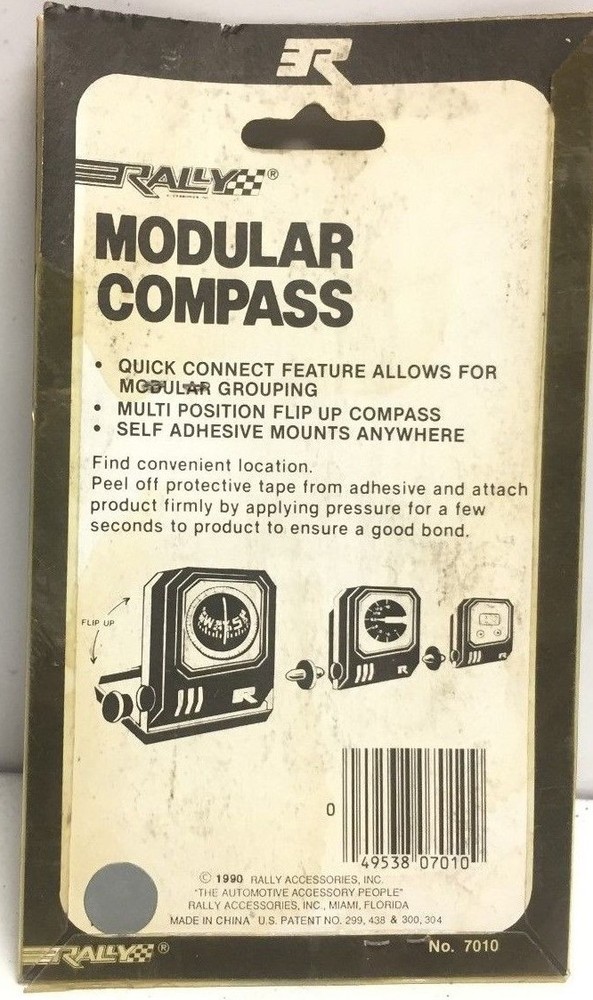 R
RALLY®
MODULAR
COMPASS
• QUICK CONNECT FEATURE ALLOWS FOR
MODULAR GROUPING
• MULTI POSITION FLIP UP COMPASS
• SELF ADHESIVE MOUNTS ANYWHERE
Find convenient location.
Peel off protective tape from adhesive and attach
product firmly by applying pressure for a few
seconds to product to ensure a good bond.
FLIP UP
R
R
R
0
49538 07010
© 1990 RALLY ACCESSORIES, INC.
"THE AUTOMOTIVE ACCESSORY PEOPLE"
RALLY ACCESSORIES, INC., MIAMI, FLORIDA
MADE IN CHINA U.S. PATENT NO. 299, 438 & 300, 304
RALLY®
No. 7010